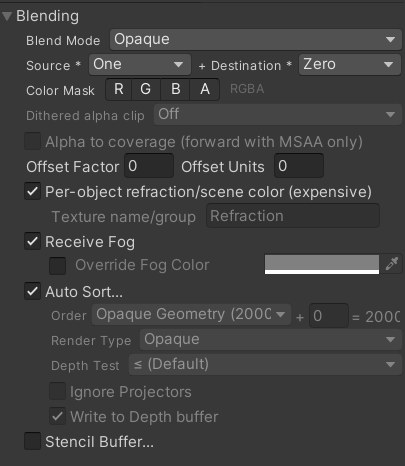 Blending
Blend Mode Opaque
Source * One + Destination * Zero
Color Mask R G B A RGBA
Dithered alpha clip Off
Alpha to coverage (forward with MSAA only)
Offset Factor 0 Offset Units 0
Per-object refraction/scene color (expensive)
Texture name/group Refraction
Receive Fog
Override Fog Color
Auto Sort...
Order Opaque Geometry (200 + 0 = 200
Render Type Opaque
Depth Test ≤ (Default)
Ignore Projectors
Write to Depth buffer
Stencil Buffer...